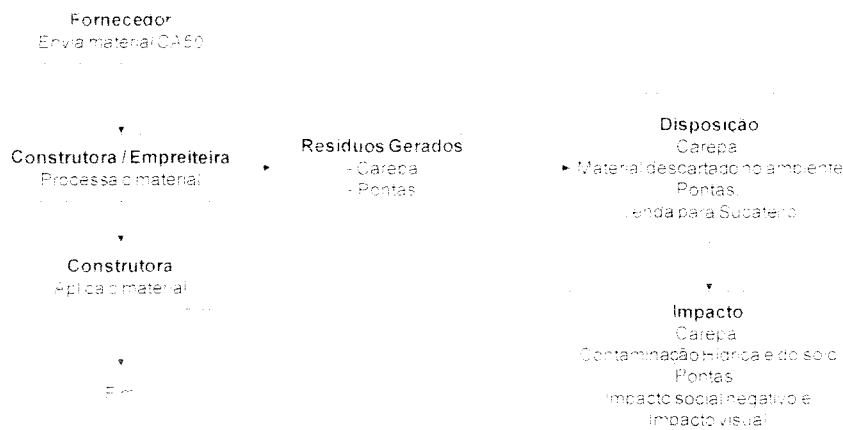 Fornecedor
Envia material CA50
Construtora / Empreiteira
Processa o material
Construtora
Aplica o material
Fim
Resíduos Gerados
- Carepa
- Pontas
Disposição
Carepa
Material descartado no ambiente
Pontas
Venda para Sucateiro
Impacto
Carepa
Contaminação Hídrica e do solo
Pontas
Impacto social negativo e
Impacto visual